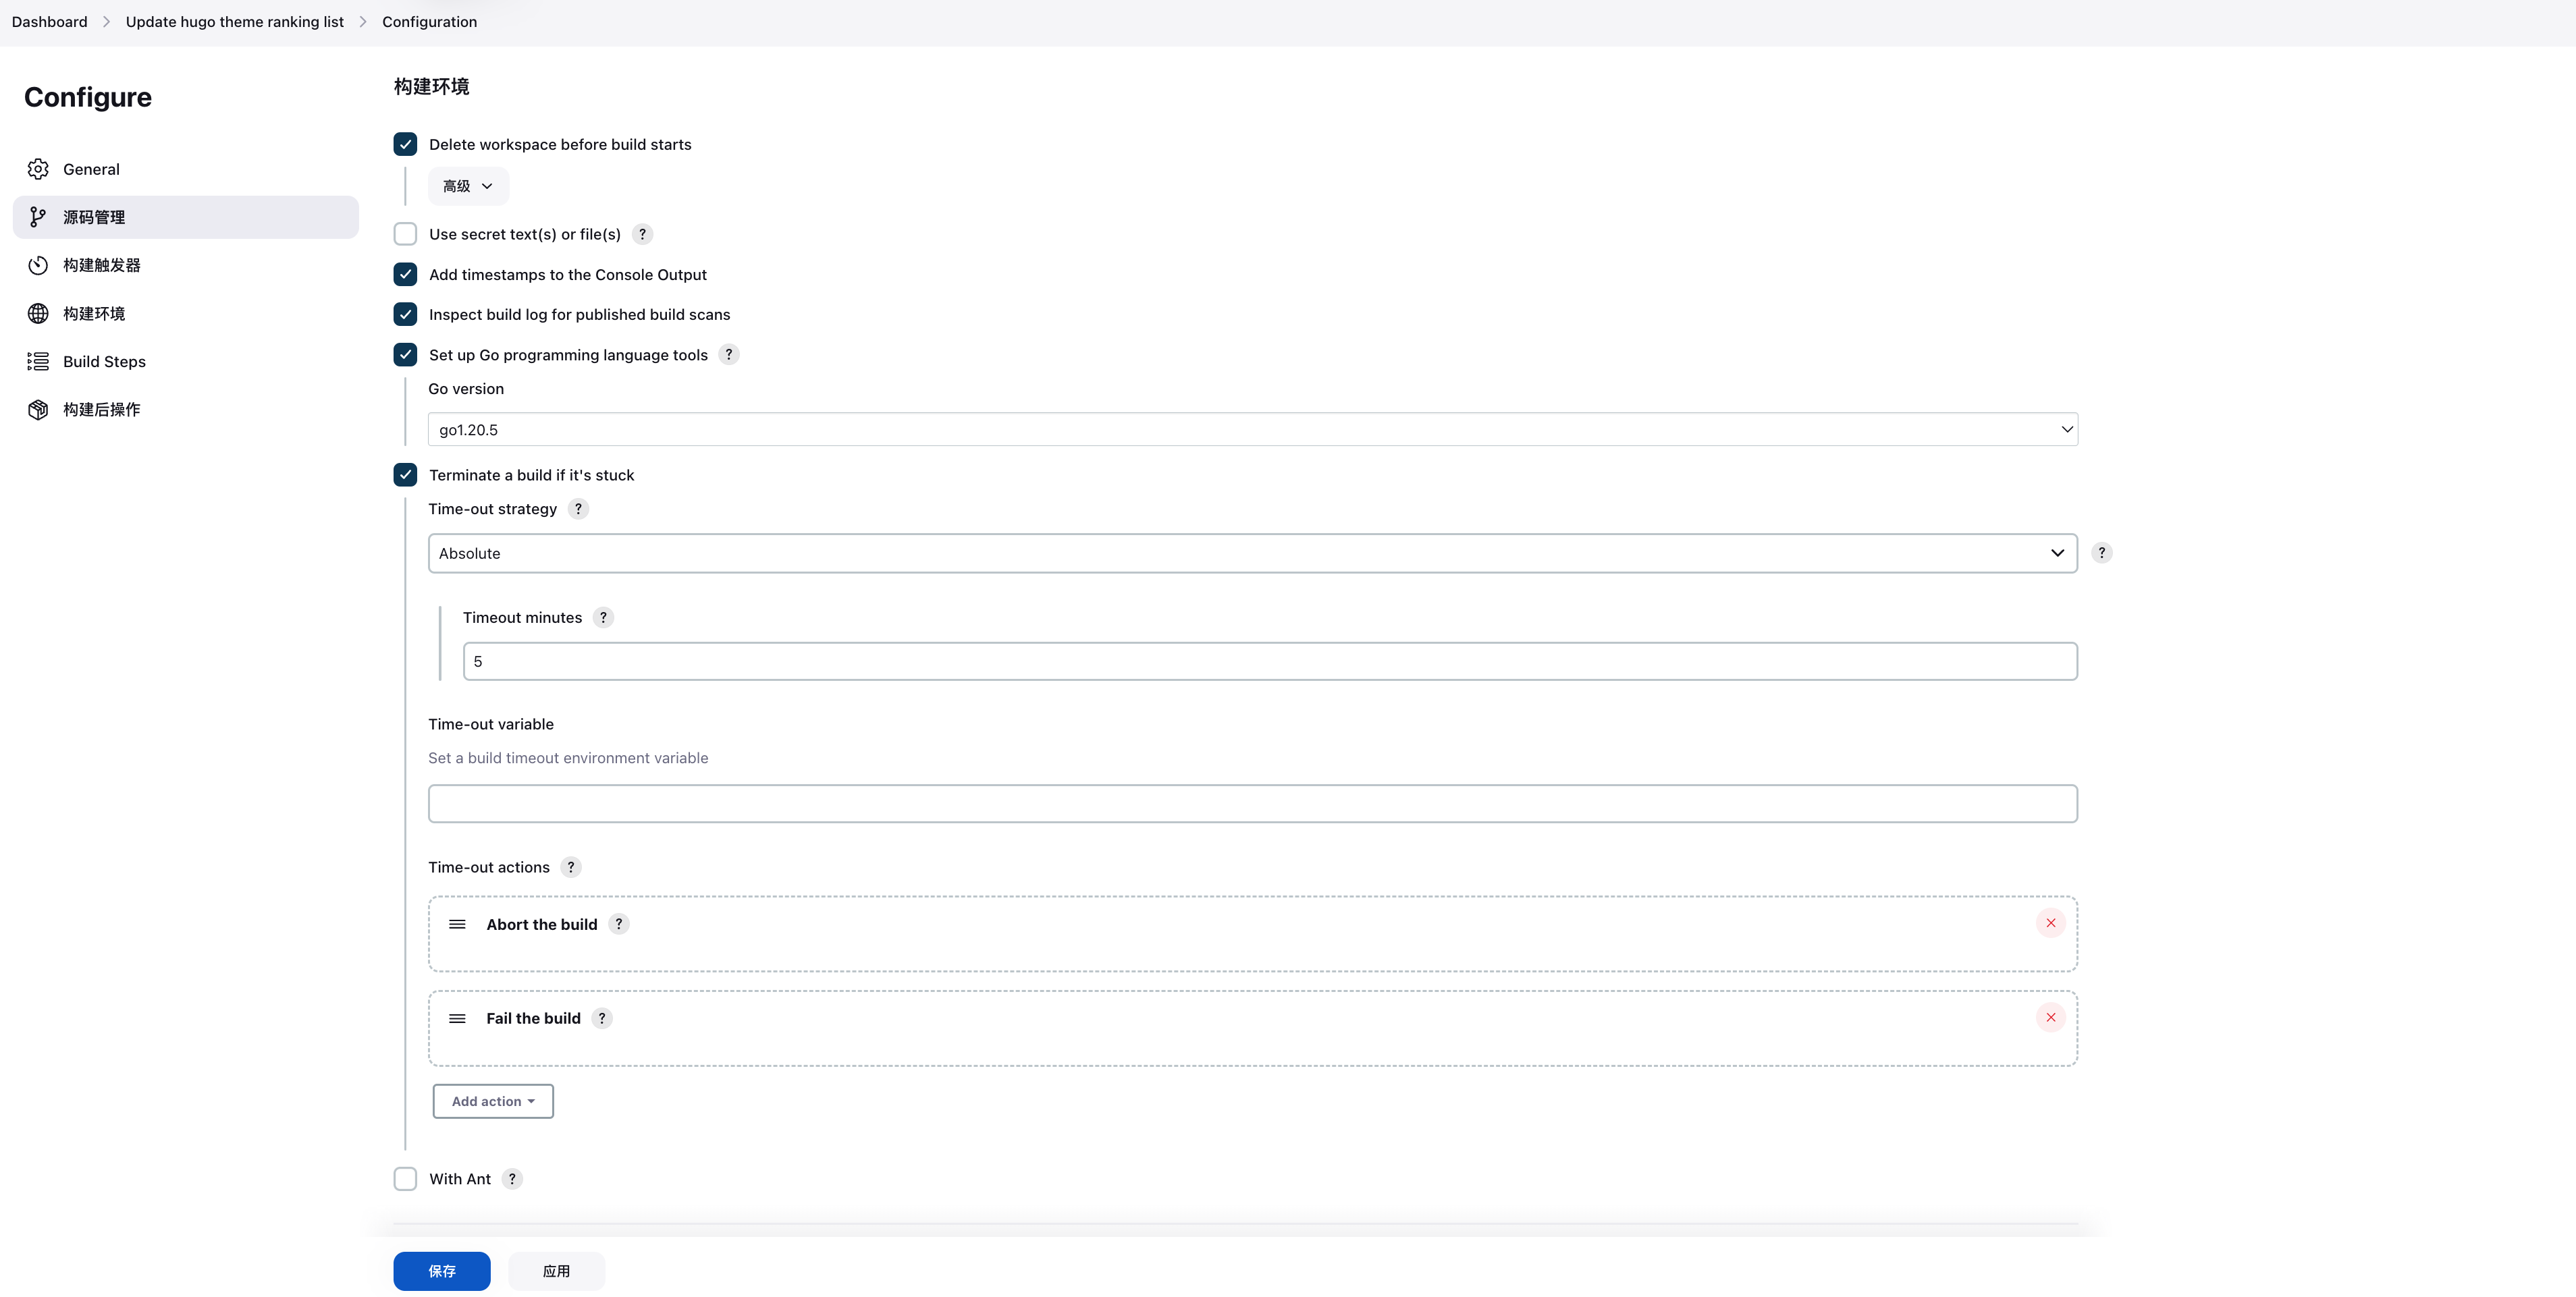 Dashboard > Update hugo theme ranking list > Configuration
Configure
General
源码管理
构建触发器
构建环境
Build Steps
构建后操作
构建环境
Delete workspace before build starts
高级
Use secret text(s) or file(s) ?
Add timestamps to the Console Output
Inspect build log for published build scans
Set up Go programming language tools ?
Go version
go1.20.5
Terminate a build if it's stuck
Time-out strategy ?
Absolute ?
Timeout minutes ?
5
Time-out variable
Set a build timeout environment variable
Time-out actions ?
Abort the build ?
Fail the build ?
Add action
With Ant ?
保存 应用